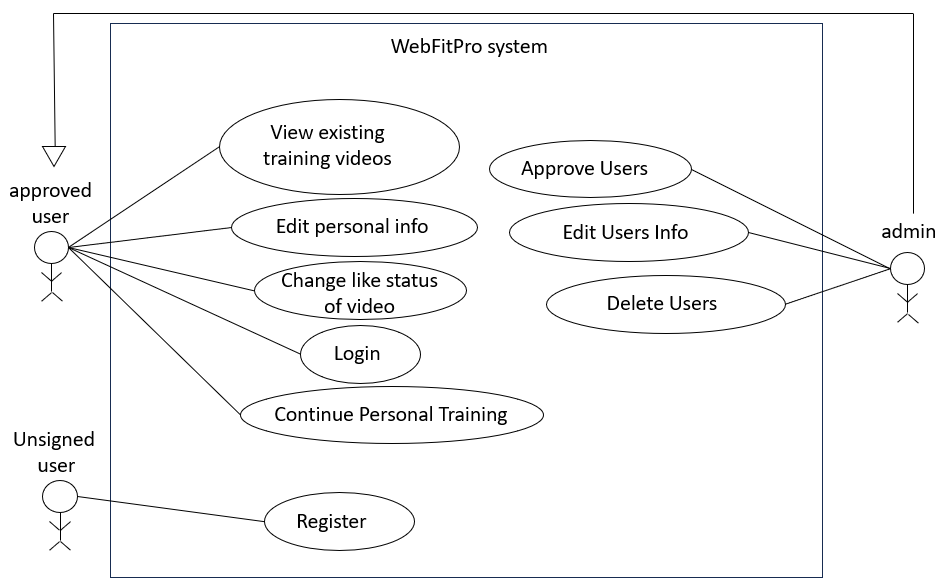 WebFitPro system
View existing
training videos
Approve Users
approved
user
Edit personal info
Edit Users Info
admin
Change like status
of video
Delete Users
Login
Continue Personal Training
Unsigned
user
Register